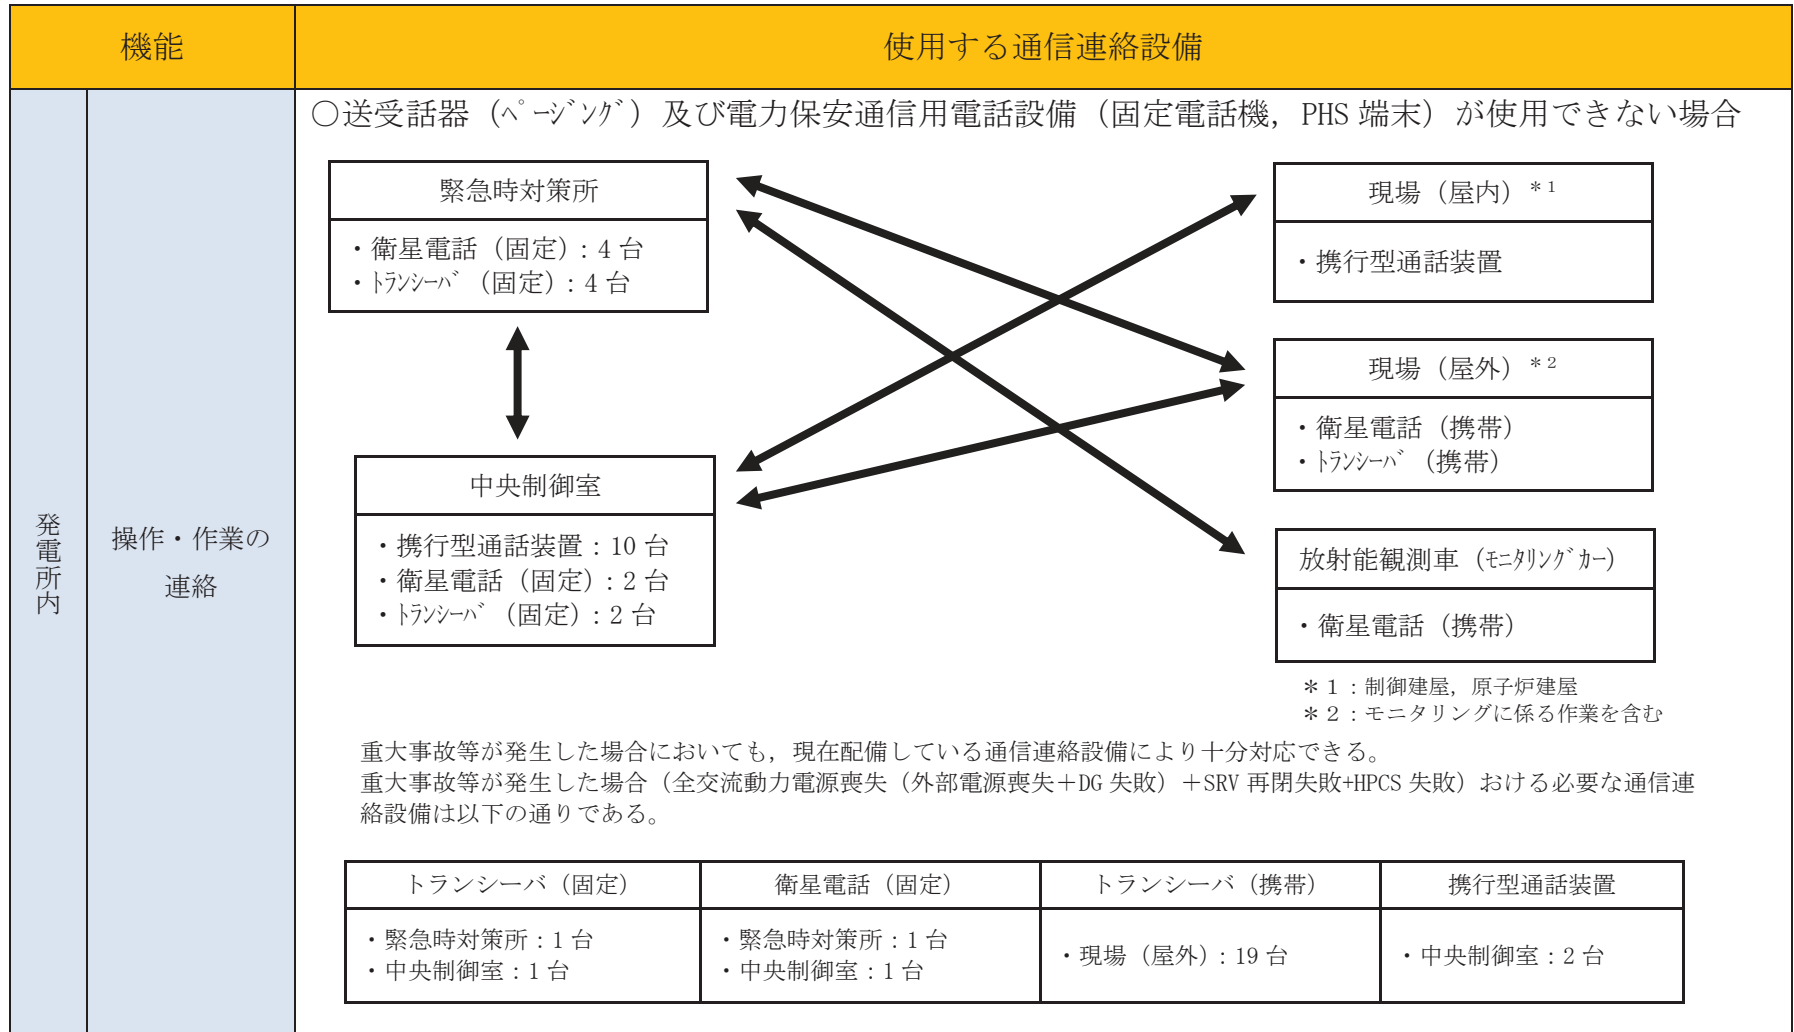 機能
使用する通信連絡設備
発電所内
操作・作業の
連絡
○送受話器（ﾍﾟｰｼﾞﾝｸﾞ）及び電力保安通信用電話設備（固定電話機，PHS 端末）が使用できない場合
緊急時対策所
・衛星電話（固定）：4 台
・ﾄﾗﾝｼｰﾊﾞ（固定）：4 台
中央制御室
・携行型通話装置：10 台
・衛星電話（固定）：2 台
・ﾄﾗﾝｼｰﾊﾞ（固定）：2 台
現場（屋内）＊1
・携行型通話装置
現場（屋外）＊2
・衛星電話（携帯）
・ﾄﾗﾝｼｰﾊﾞ（携帯）
放射能観測車（ﾓﾆﾀﾘﾝｸﾞｶｰ）
・衛星電話（携帯）
＊１：制御建屋，原子炉建屋
＊２：モニタリングに係る作業を含む
重大事故等が発生した場合においても，現在配備している通信連絡設備により十分対応できる。
重大事故等が発生した場合（全交流動力電源喪失（外部電源喪失＋DG 失敗）＋SRV 再閉失敗+HPCS 失敗）おける必要な通信連
絡設備は以下の通りである。
トランシーバ（固定）
衛星電話（固定）
トランシーバ（携帯）
携行型通話装置
・緊急時対策所：1 台
・中央制御室：1 台
・緊急時対策所：1 台
・中央制御室：1 台
・現場（屋外）：19 台
・中央制御室：2 台